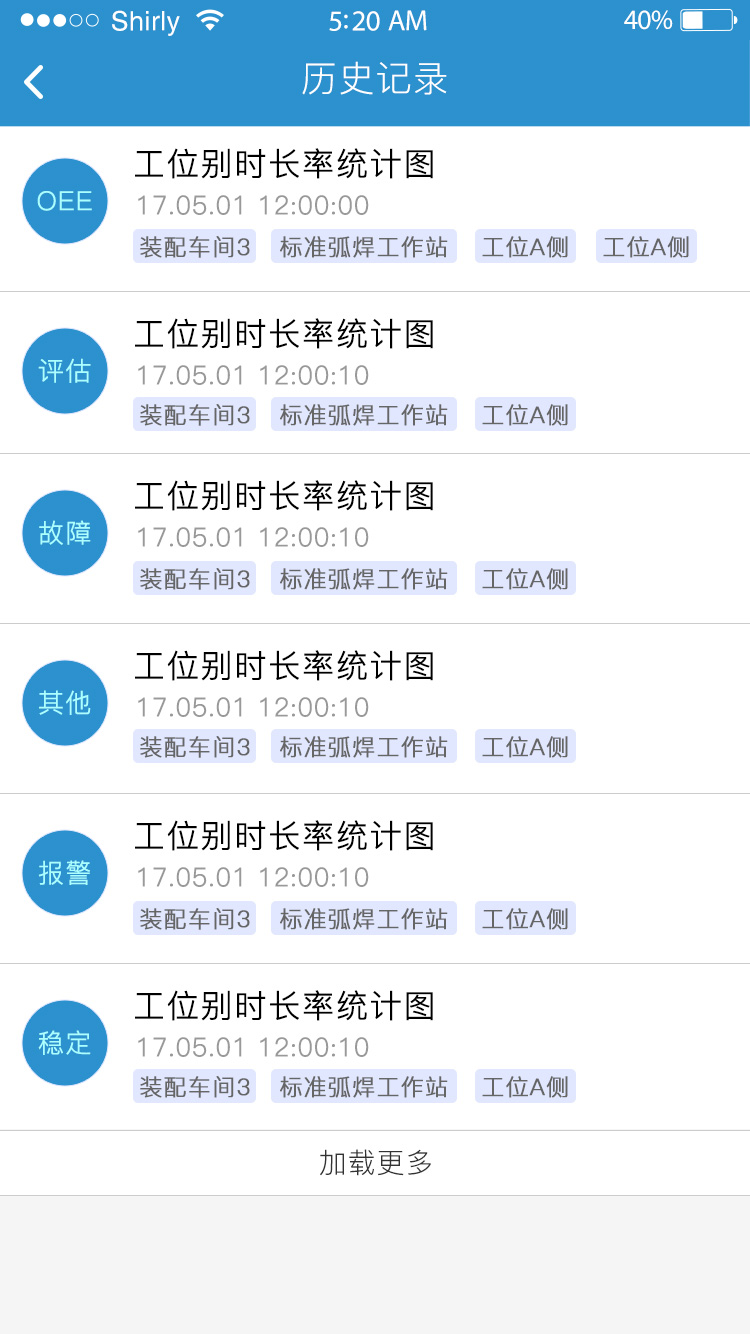 Shirly 5:20 AM 40%
历史记录
OEE
工位别时长率统计图
17.05.01 12:00:00
装配车间3 标准弧焊工作站 工位A侧 工位A侧
评估
工位别时长率统计图
17.05.01 12:00:10
装配车间3 标准弧焊工作站 工位A侧
故障
工位别时长率统计图
17.05.01 12:00:10
装配车间3 标准弧焊工作站 工位A侧
其他
工位别时长率统计图
17.05.01 12:00:10
装配车间3 标准弧焊工作站 工位A侧
报警
工位别时长率统计图
17.05.01 12:00:10
装配车间3 标准弧焊工作站 工位A侧
稳定
工位别时长率统计图
17.05.01 12:00:10
装配车间3 标准弧焊工作站 工位A侧
加载更多